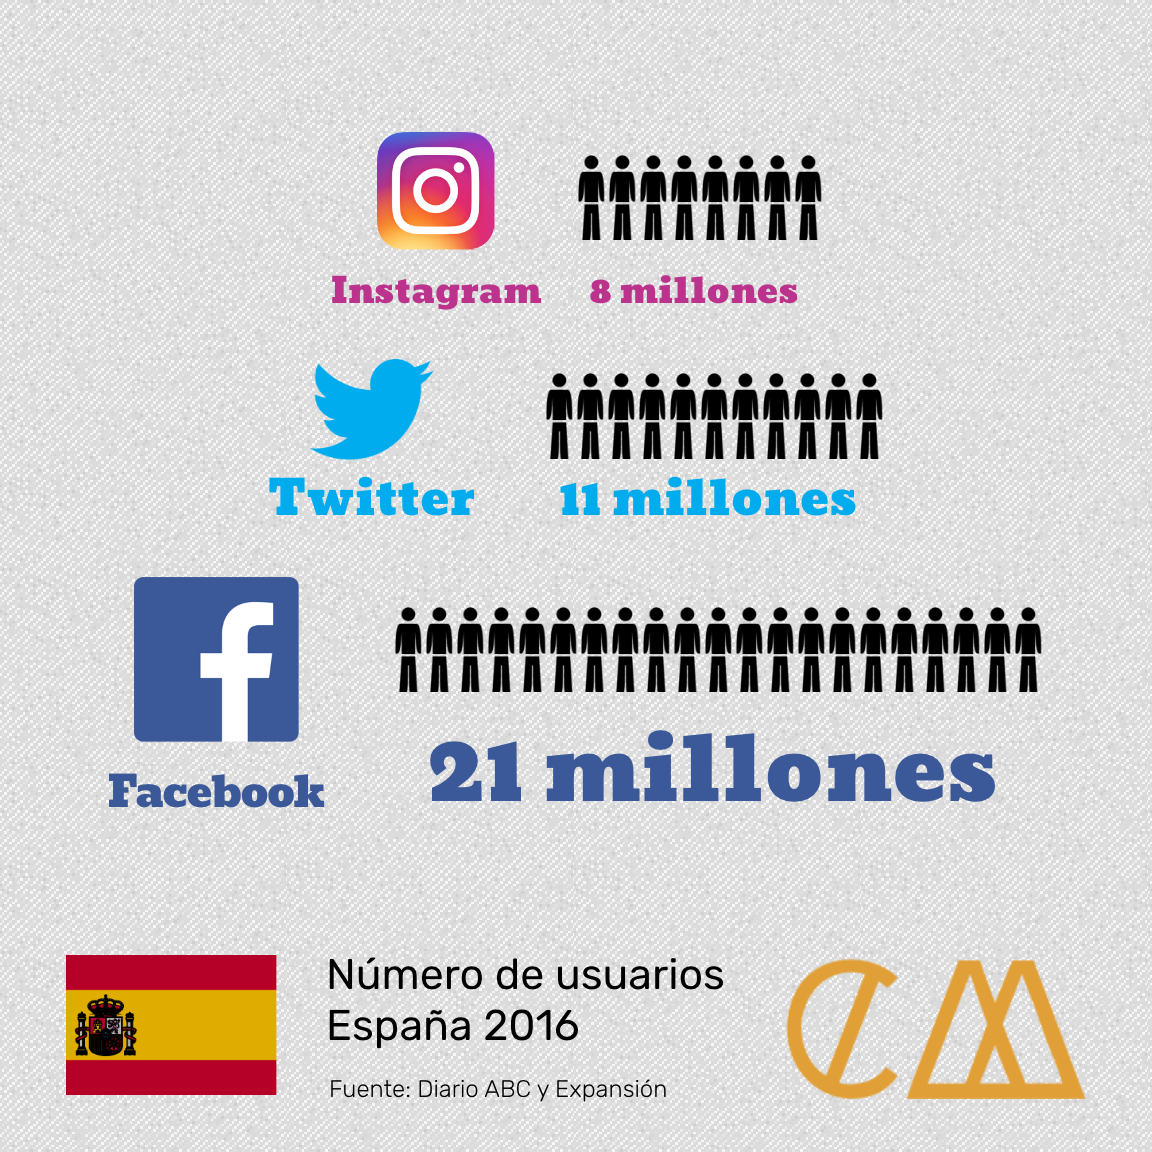 Instagram 8 millones
Twitter 11 millones
Facebook 21 millones
Número de usuarios
España 2016
Fuente: Diario ABC y Expansión
CM